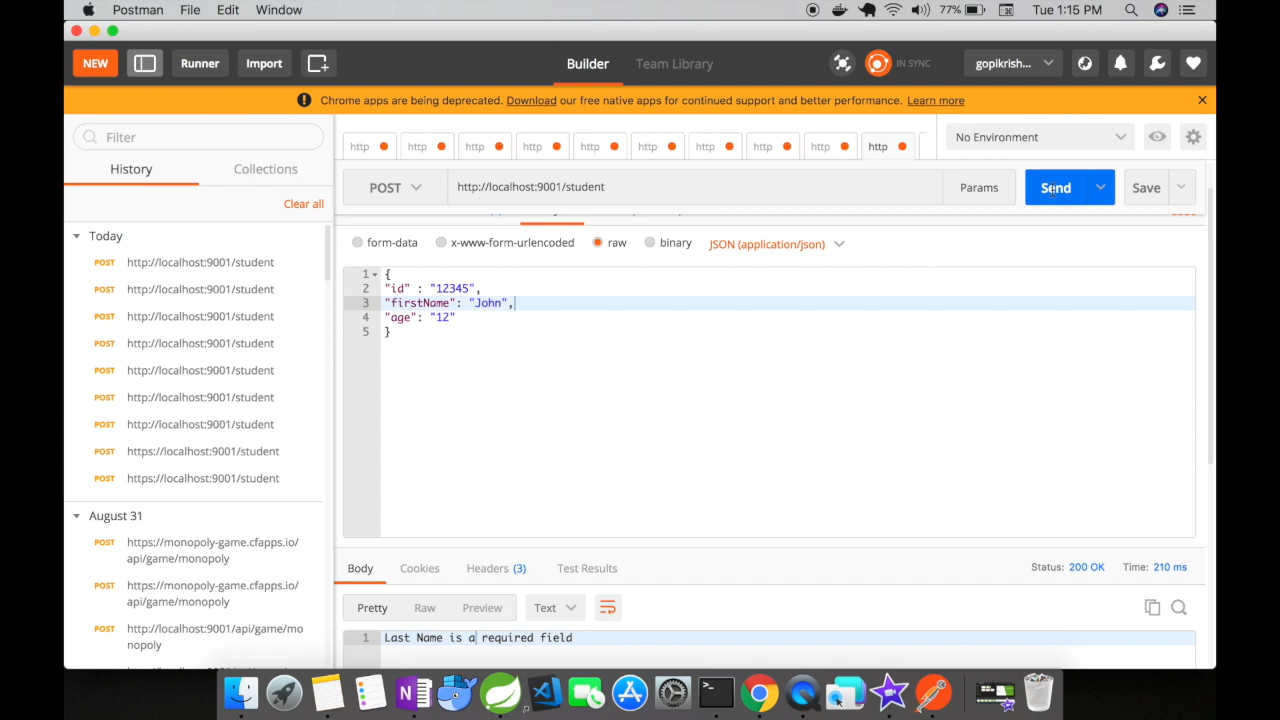 Postman File Edit Window 77% Tue 1:15 PM
NEW Runner Import Builder Team Library IN SYNC gopikrish...
! Chrome apps are being deprecated. Download our free native apps for continued support and better performance. Learn more
Filter
http http http http http http http http http http
No Environment
History Collections
POST http://localhost:9001/student Params Send Save
Clear all
form-data x-www-form-urlencoded raw binary JSON (application/json)
Today
POST http://localhost:9001/student
POST http://localhost:9001/student
POST http://localhost:9001/student
POST http://localhost:9001/student
POST http://localhost:9001/student
POST http://localhost:9001/student
POST http://localhost:9001/student
POST https://localhost:9001/student
POST https://localhost:9001/student
August 31
POST https://monopoly-game.cfapps.io/
api/game/monopoly
POST https://monopoly-game.cfapps.io/
api/game/monopoly
POST http://localhost:9001/api/game/mo
nopoly
1 {
2 "id" : "12345",
3 "firstName": "John",
4 "age": "12"
5 }
Body Cookies Headers (3) Test Results Status: 200 OK Time: 210 ms
Pretty Raw Preview Text
1 Last Name is a required field